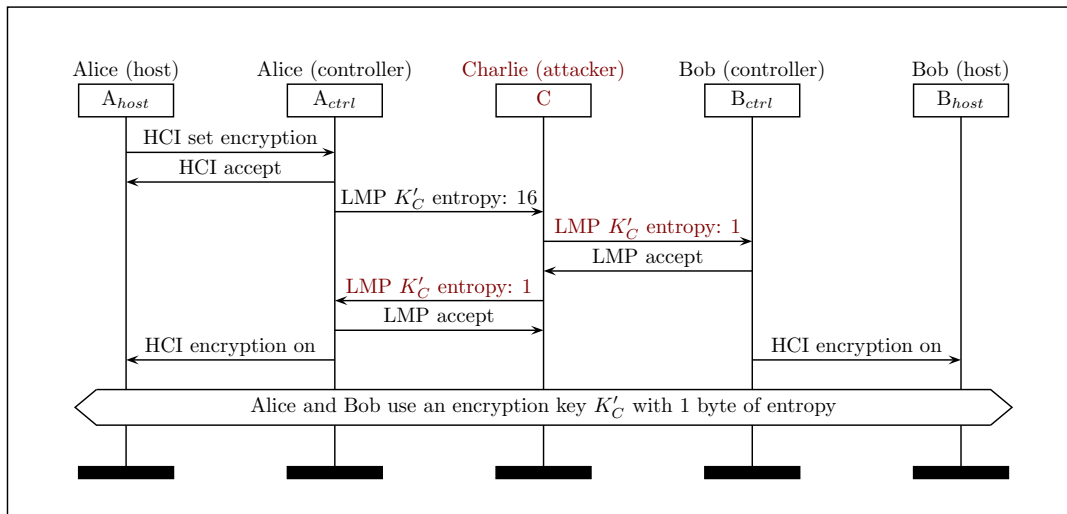 Alice (host) Alice (controller) Charlie (attacker) Bob (controller) Bob (host)
A_host A_ctrl C B_ctrl B_host
HCI set encryption
HCI accept
LMP K'_C entropy: 16
LMP K'_C entropy: 1
LMP accept
LMP K'_C entropy: 1
LMP accept
HCI encryption on HCI encryption on
Alice and Bob use an encryption key K'_C with 1 byte of entropy